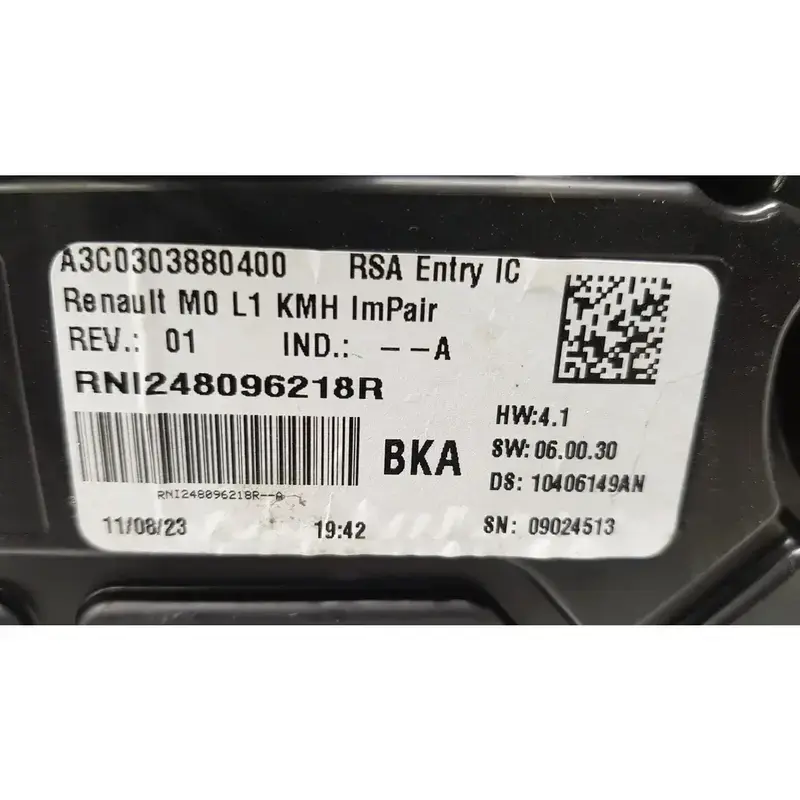 A3C0303880400 RSA Entry IC
Renault M0 L1 KMH ImPair
REV.: 01 IND.: --A
RNI248096218R
HW:4.1
BKA
SW: 06.00.30
DS: 10406149AN
RNI248096218R--A
11/08/23 19:42
SN: 09024513